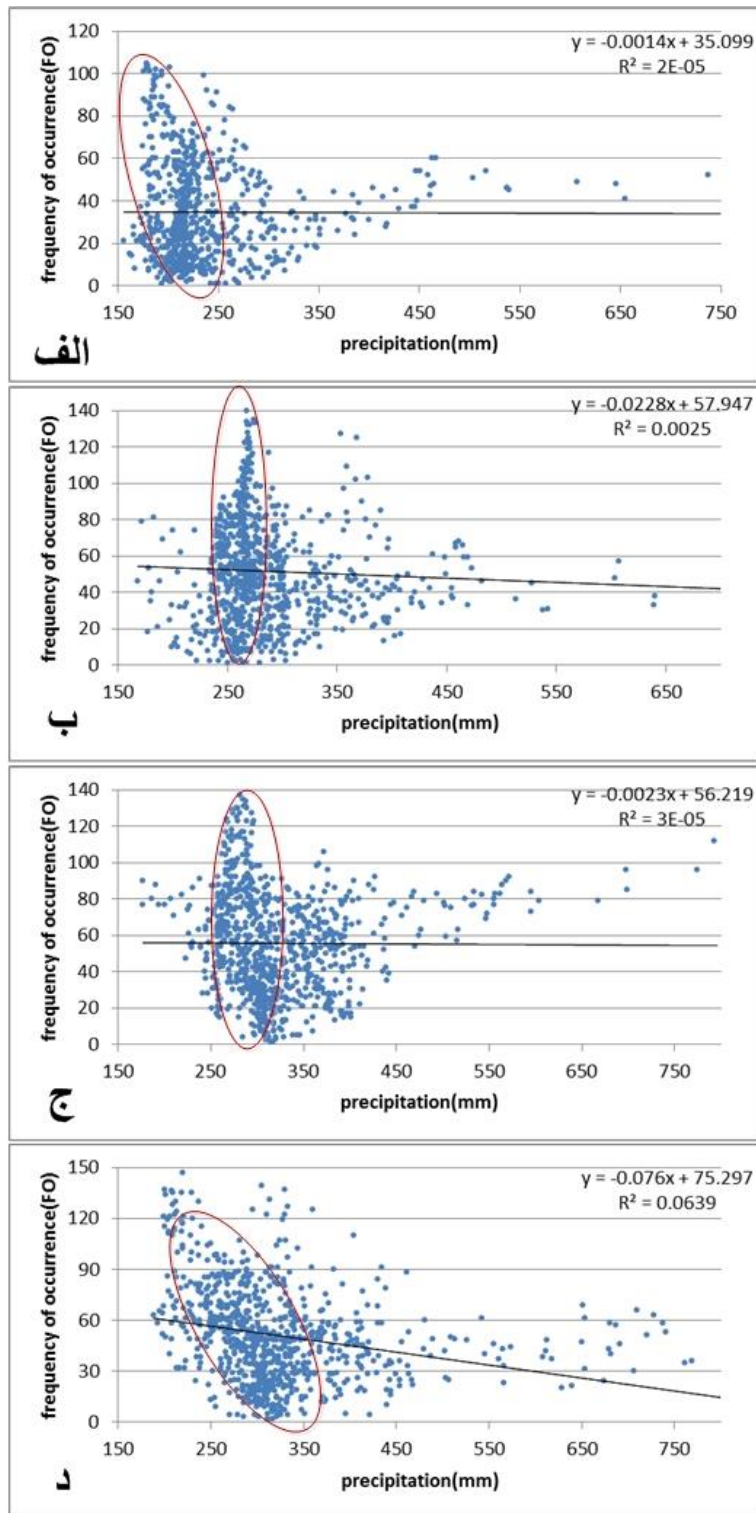 y = -0.0014x + 35.099
R² = 2E-05
frequency of occurrence(FO)
120
100
80
60
40
20
0
150 250 350 450 550 650 750
precipitation(mm)
الف
y = -0.0228x + 57.947
R² = 0.0025
frequency of occurrence(FO)
140
120
100
80
60
40
20
0
150 250 350 450 550 650
precipitation(mm)
ب
y = -0.0023x + 56.219
R² = 3E-05
frequency of occurrence(FO)
140
120
100
80
60
40
20
0
150 250 350 450 550 650 750
precipitation(mm)
ج
y = -0.076x + 75.297
R² = 0.0639
frequency of occurrence(FO)
150
120
90
60
30
0
150 250 350 450 550 650 750
precipitation(mm)
د